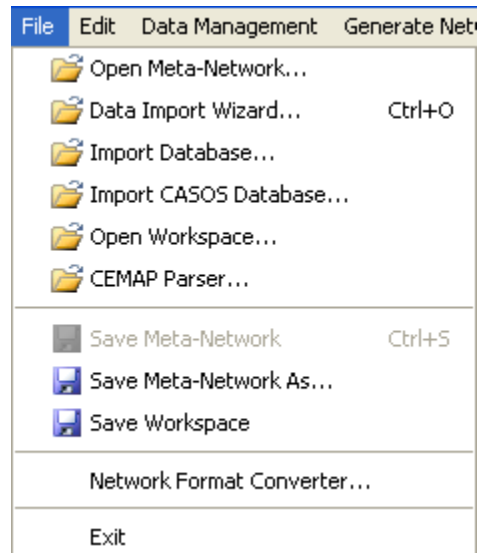 File Edit Data Management Generate Net
Open Meta-Network...
Data Import Wizard... Ctrl+O
Import Database...
Import CASOS Database...
Open Workspace...
CEMAP Parser...
Save Meta-Network Ctrl+S
Save Meta-Network As...
Save Workspace
Network Format Converter...
Exit